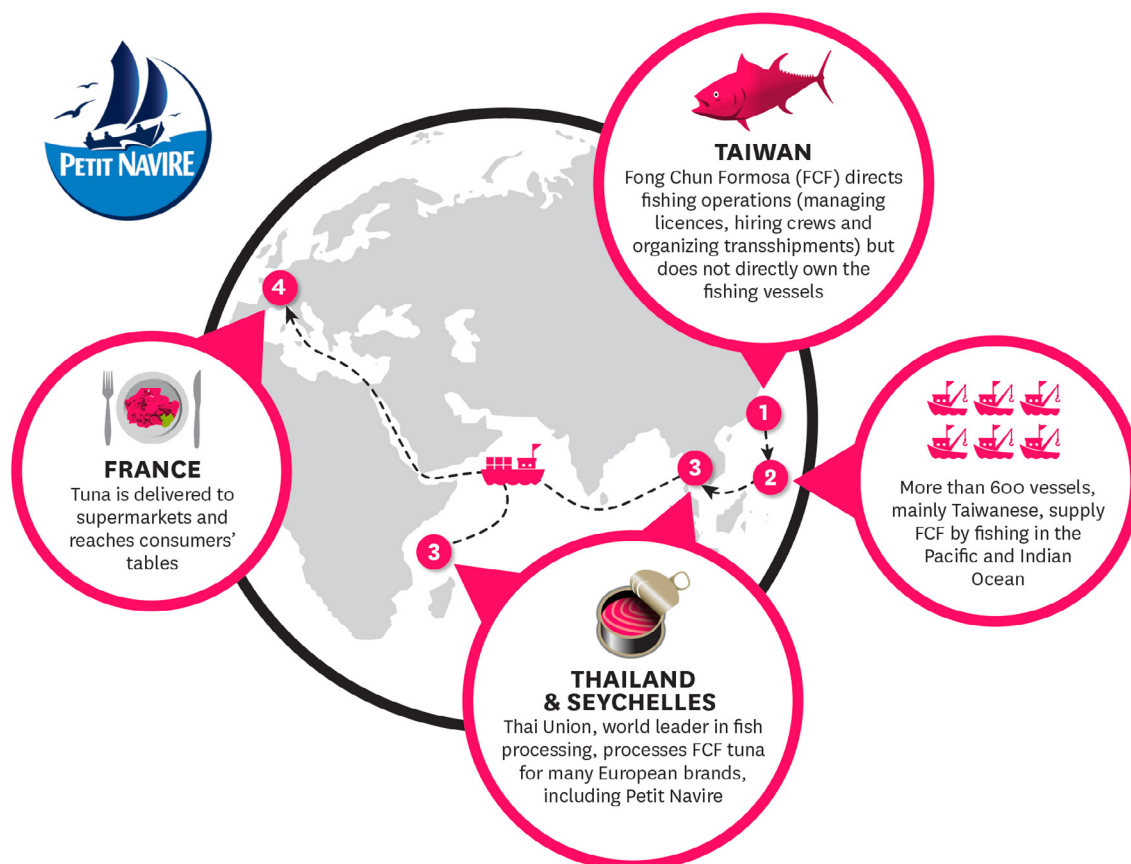 PETIT NAVIRE
TAIWAN
Fong Chun Formosa (FCF) directs
fishing operations (managing
licences, hiring crews and
organizing transshipments) but
does not directly own the
fishing vessels
4
1
2
3
3
More than 600 vessels,
mainly Taiwanese, supply
FCF by fishing in the
Pacific and Indian
Ocean
FRANCE
Tuna is delivered to
supermarkets and
reaches consumers’
tables
THAILAND
& SEYCHELLES
Thai Union, world leader in fish
processing, processes FCF tuna
for many European brands,
including Petit Navire